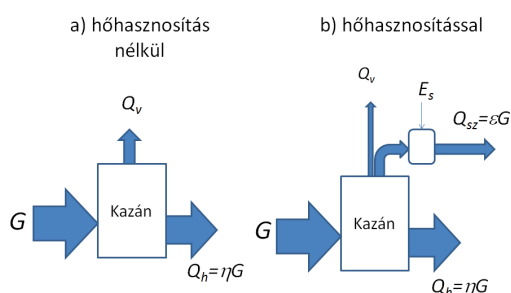 a) hőhasznosítás
nélkül
Qv
G
Kazán
Qh=ηG
b) hőhasznosítással
Qv
Es
Qsz=εG
G
Kazán
Qh=ηG